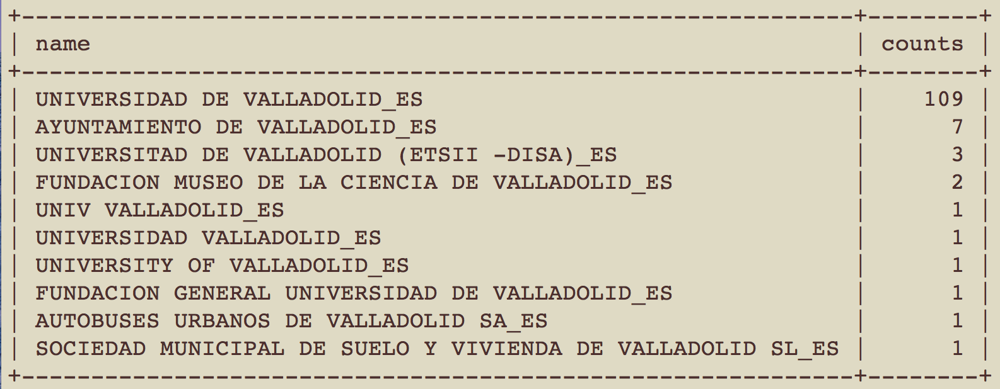 name counts
UNIVERSIDAD DE VALLADOLID_ES 109
AYUNTAMIENTO DE VALLADOLID_ES 7
UNIVERSITAD DE VALLADOLID (ETSII -DISA)_ES 3
FUNDACION MUSEO DE LA CIENCIA DE VALLADOLID_ES 2
UNIV VALLADOLID_ES 1
UNIVERSIDAD VALLADOLID_ES 1
UNIVERSITY OF VALLADOLID_ES 1
FUNDACION GENERAL UNIVERSIDAD DE VALLADOLID_ES 1
AUTOBUSES URBANOS DE VALLADOLID SA_ES 1
SOCIEDAD MUNICIPAL DE SUELO Y VIVIENDA DE VALLADOLID SL_ES 1